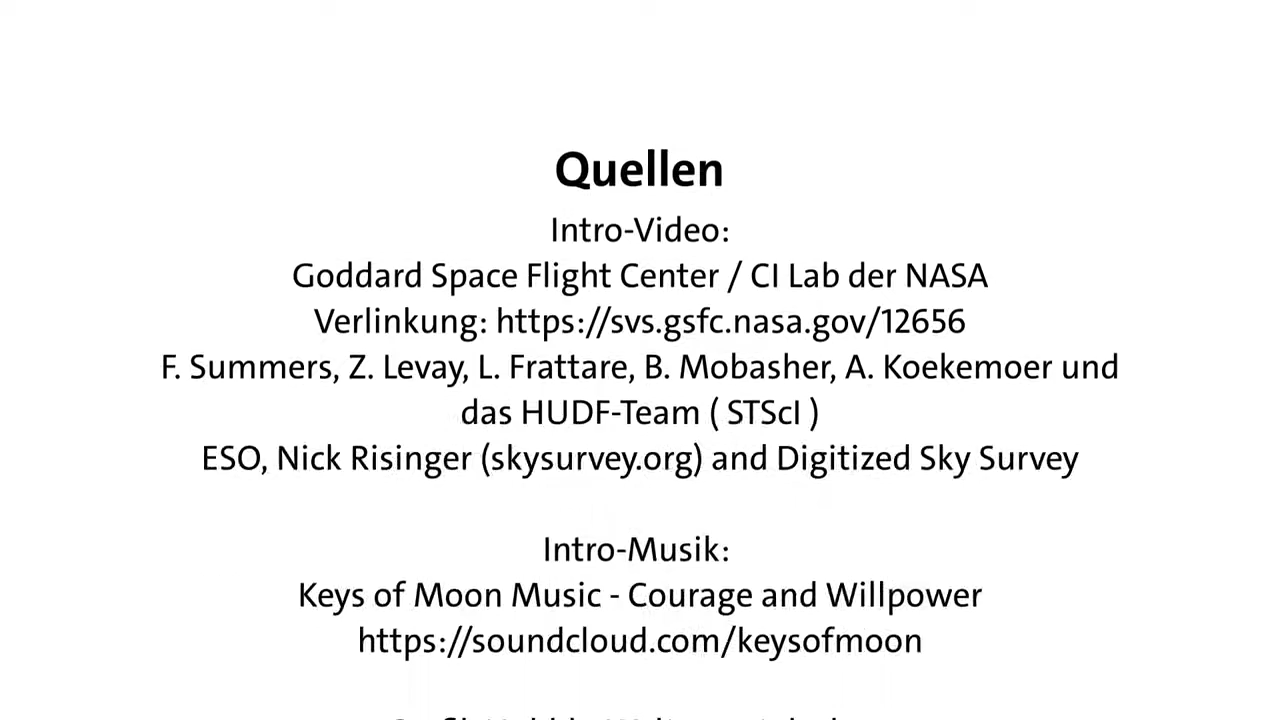 Quellen
Intro-Video:
Goddard Space Flight Center / CI Lab der NASA
Verlinkung: https://svs.gsfc.nasa.gov/12656
F. Summers, Z. Levay, L. Frattare, B. Mobasher, A. Koekemoer und
das HUDF-Team ( STScI )
ESO, Nick Risinger (skysurvey.org) and Digitized Sky Survey
Intro-Musik:
Keys of Moon Music - Courage and Willpower
https://soundcloud.com/keysofmoon